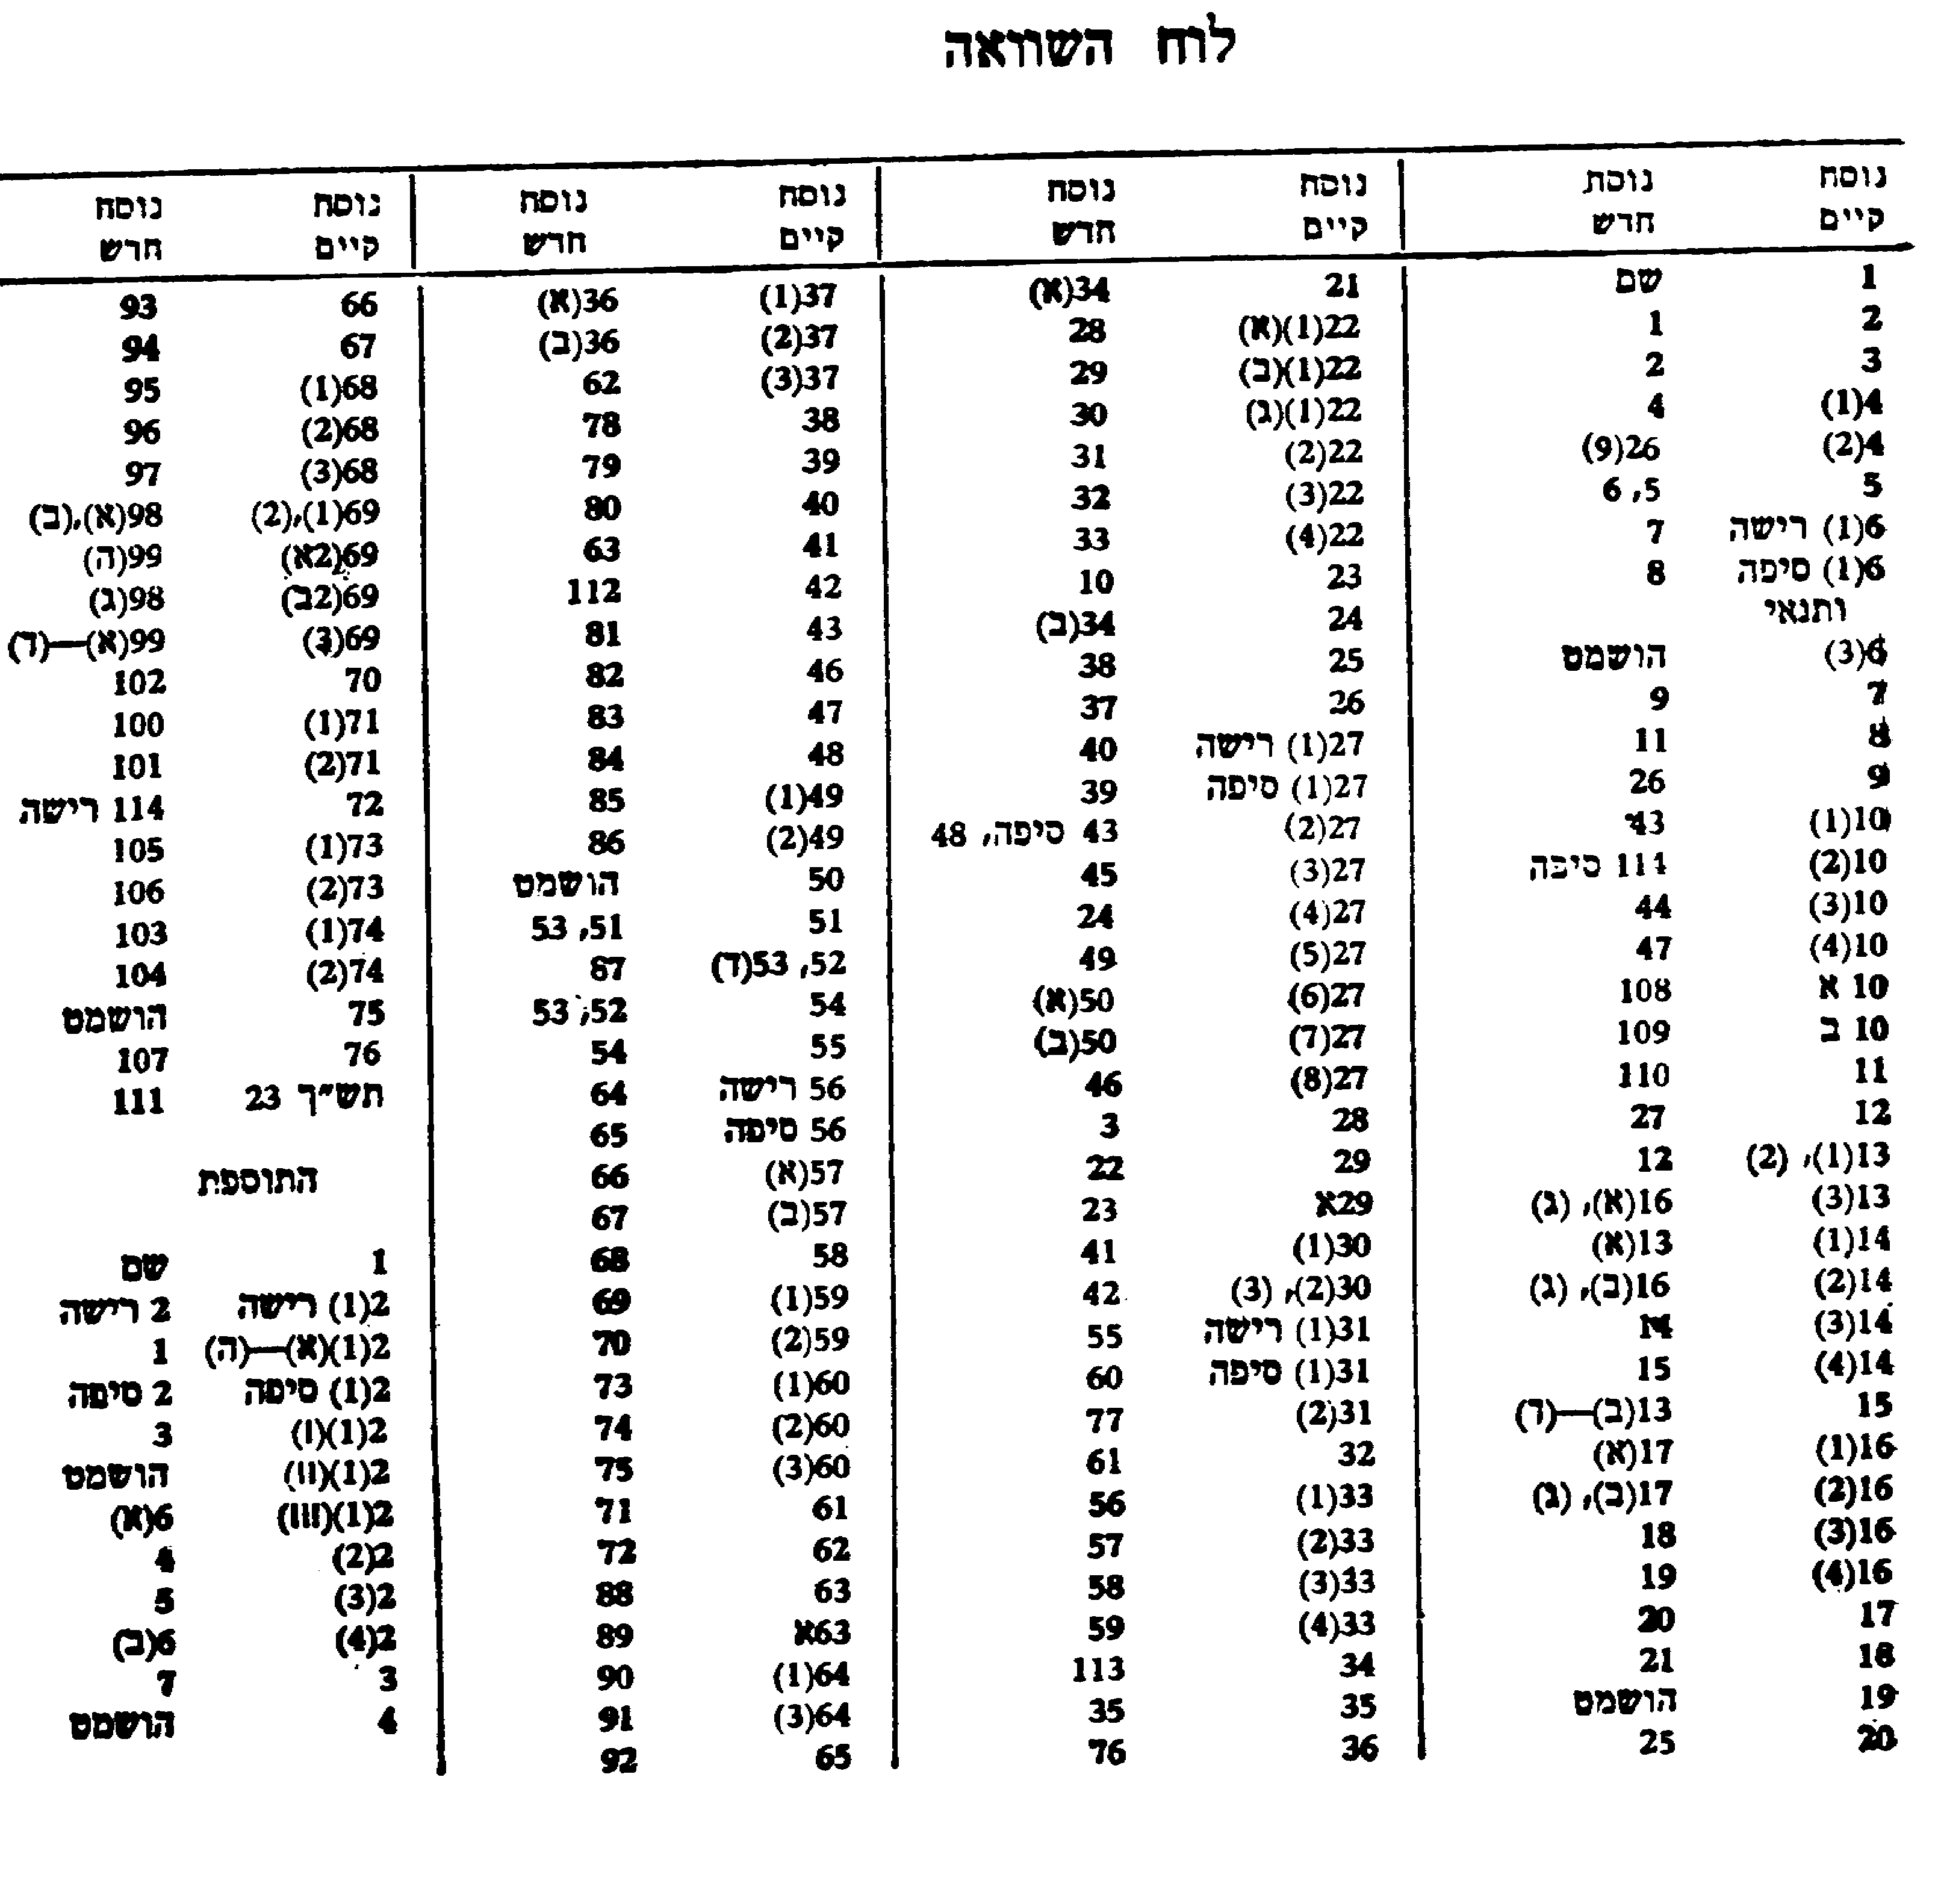 לוח השוואה
נוסח נוסח
קיים חדש
1 שם
2 1
3 2
4(1) 4
4(2) 26(9)
5 5, 6
6(1) רישה 7
6(1) סיפה 8
ותנאי
6(3) הושמט
7 9
8 11
9 26
10(1) 43
10(2) 114 סיפה
10(3) 44
10(4) 47
10 א 108
10 ב 109
11 110
12 27
13(1), (2) 12
13(3) 16(א), (ג)
14(1) 13(א)
14(2) 16(ב), (ג)
14(3) 14
14(4) 15
15 13(ב)—(ד)
16(1) 17(א)
16(2) 17(ב), (ג)
16(3) 18
16(4) 19
17 20
18 21
19 הושמט
20 25
נוסח נוסח
קיים חדש
21 34(א)
22(1)(א) 28
22(1)(ב) 29
22(1)(ג) 30
22(2) 31
22(3) 32
22(4) 33
23 10
24 34(ב)
25 38
26 37
27(1) רישה 40
27(1) סיפה 39
27(2) 43 סיפה, 48
27(3) 45
27(4) 24
27(5) 49
27(6) 50(א)
27(7) 50(ב)
27(8) 46
28 3
29 22
29א 23
30(1) 41
30(2), (3) 42
31(1) רישה 55
31(1) סיפה 60
31(2) 77
32 61
33(1) 56
33(2) 57
33(3) 58
33(4) 59
34 113
35 35
36 76
נוסח נוסח
קיים חדש
37(1) 36(א)
37(2) 36(ב)
37(3) 62
38 78
39 79
40 80
41 63
42 112
43 81
46 82
47 83
48 84
49(1) 85
49(2) 86
50 הושמט
51 51, 53
52, 53(ד) 87
54 52, 53
55 54
56 רישה 64
56 סיפה 65
57(א) 66
57(ב) 67
58 68
59(1) 69
59(2) 70
60(1) 73
60(2) 74
60(3) 75
61 71
62 72
63 88
63א 89
64(1) 90
64(3) 91
65 92
נוסח נוסח
קיים חדש
66 93
67 94
68(1) 95
68(2) 96
68(3) 97
69(1),(2) 98(א),(ב)
69(2א) 99(ה)
69(2ב) 98(ג)
69(3) 99(א)—(ד)
70 102
71(1) 100
71(2) 101
72 114 רישה
73(1) 105
73(2) 106
74(1) 103
74(2) 104
75 הושמט
76 107
תש״ך 23 111
התוספת
1 שם
2(1) רישה 2 רישה
2(1)(א)—(ה) 1
2(1) סיפה 2 סיפה
2(1)(I) 3
2(1)(II) הושמט
2(1)(III) 6(א)
2(2) 4
2(3) 5
2(4) 6(ב)
3 7
4 הושמט